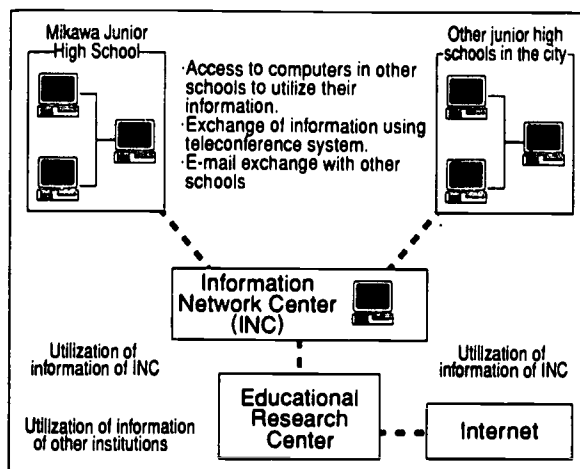 Mikawa Junior
High School
Other junior high
schools in the city
·Access to computers in other
schools to utilize their
information.
·Exchange of information using
teleconference system.
·E-mail exchange with other
schools
Information
Network Center
(INC)
Utilization of
information of INC
Utilization of
information of INC
Utilization of information
of other institutions
Educational
Research
Center
Internet